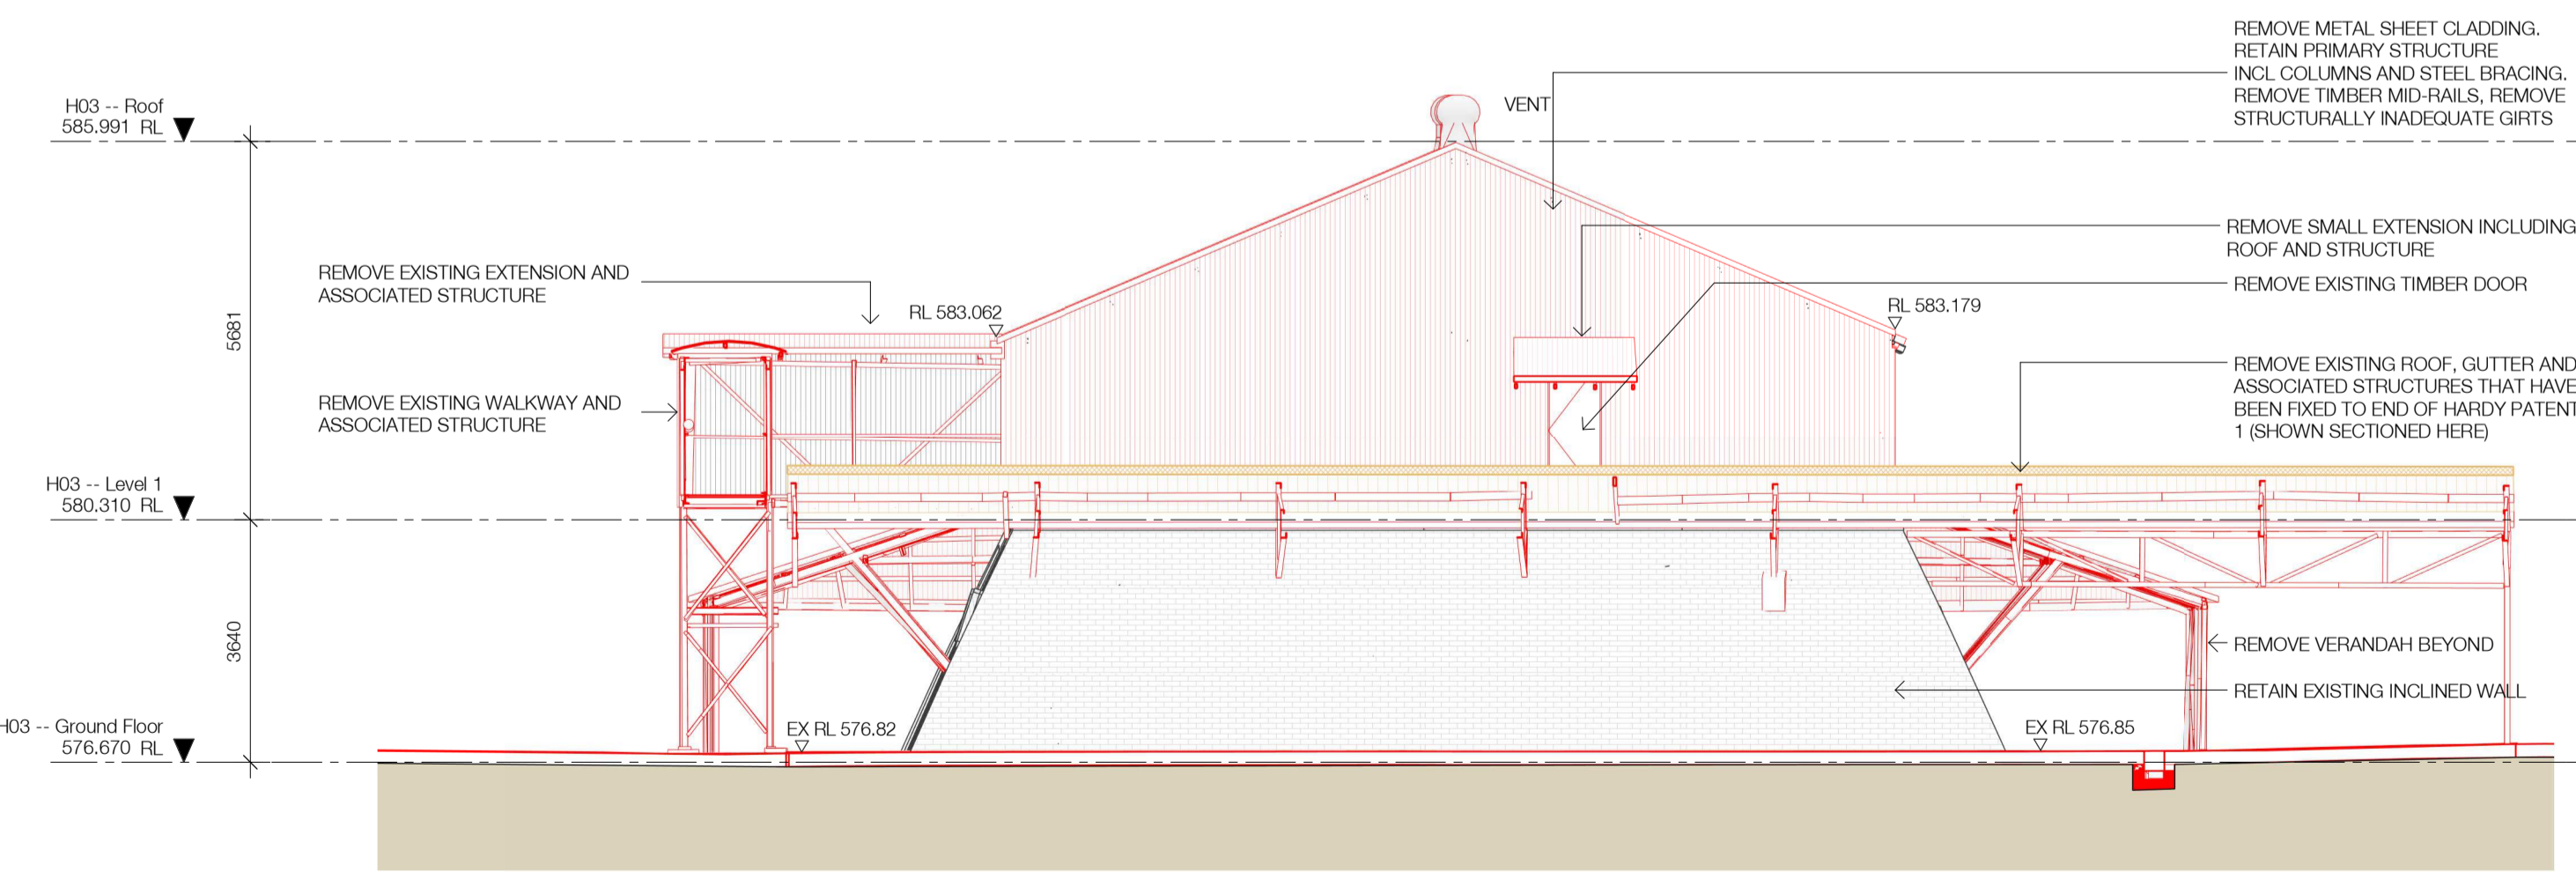 REMOVE METAL SHEET CLADDING.
RETAIN PRIMARY STRUCTURE
INCL COLUMNS AND STEEL BRACING.
REMOVE TIMBER MID-RAILS, REMOVE
STRUCTURALLY INADEQUATE GIRTS
VENT
H03 -- Roof
585.991 RL
REMOVE SMALL EXTENSION INCLUDING
ROOF AND STRUCTURE
REMOVE EXISTING EXTENSION AND
ASSOCIATED STRUCTURE
REMOVE EXISTING TIMBER DOOR
RL 583.062
RL 583.179
5681
REMOVE EXISTING ROOF, GUTTER AND
ASSOCIATED STRUCTURES THAT HAVE
BEEN FIXED TO END OF HARDY PATENT
1 (SHOWN SECTIONED HERE)
REMOVE EXISTING WALKWAY AND
ASSOCIATED STRUCTURE
H03 -- Level 1
580.310 RL
3640
REMOVE VERANDAH BEYOND
RETAIN EXISTING INCLINED WALL
H03 -- Ground Floor
576.670 RL
EX RL 576.82
EX RL 576.85